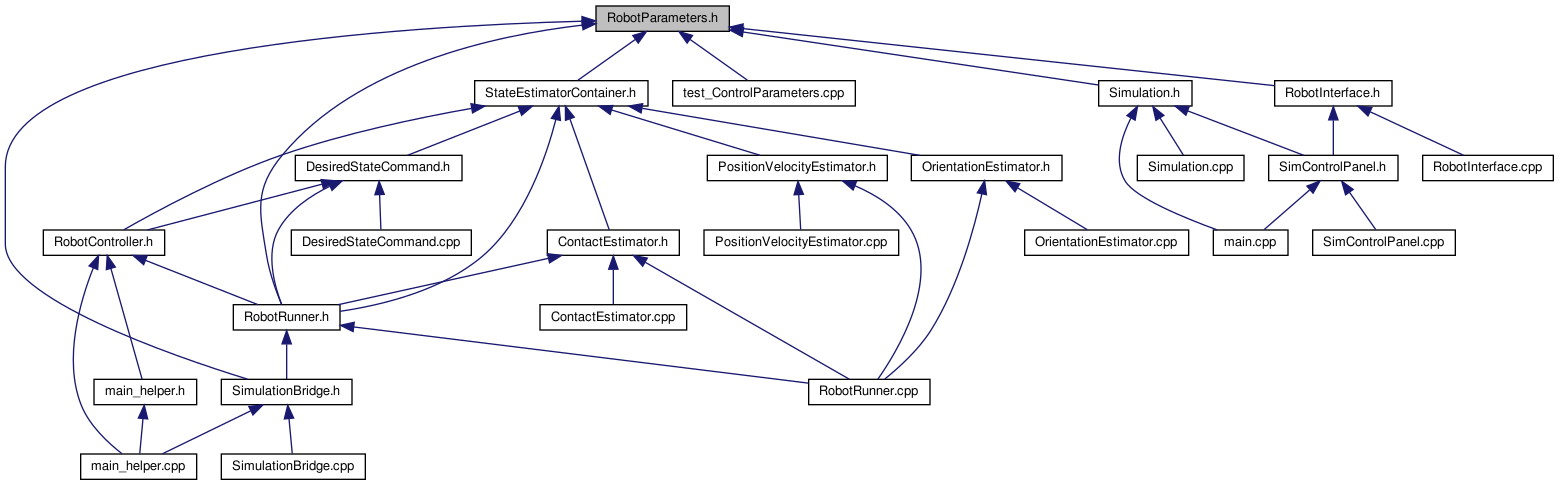 RobotParameters.h
StateEstimatorContainer.h
test_ControlParameters.cpp
Simulation.h
RobotInterface.h
DesiredStateCommand.h
PositionVelocityEstimator.h
OrientationEstimator.h
Simulation.cpp
SimControlPanel.h
RobotInterface.cpp
RobotController.h
DesiredStateCommand.cpp
ContactEstimator.h
PositionVelocityEstimator.cpp
OrientationEstimator.cpp
main.cpp
SimControlPanel.cpp
RobotRunner.h
ContactEstimator.cpp
main_helper.h
SimulationBridge.h
RobotRunner.cpp
main_helper.cpp
SimulationBridge.cpp